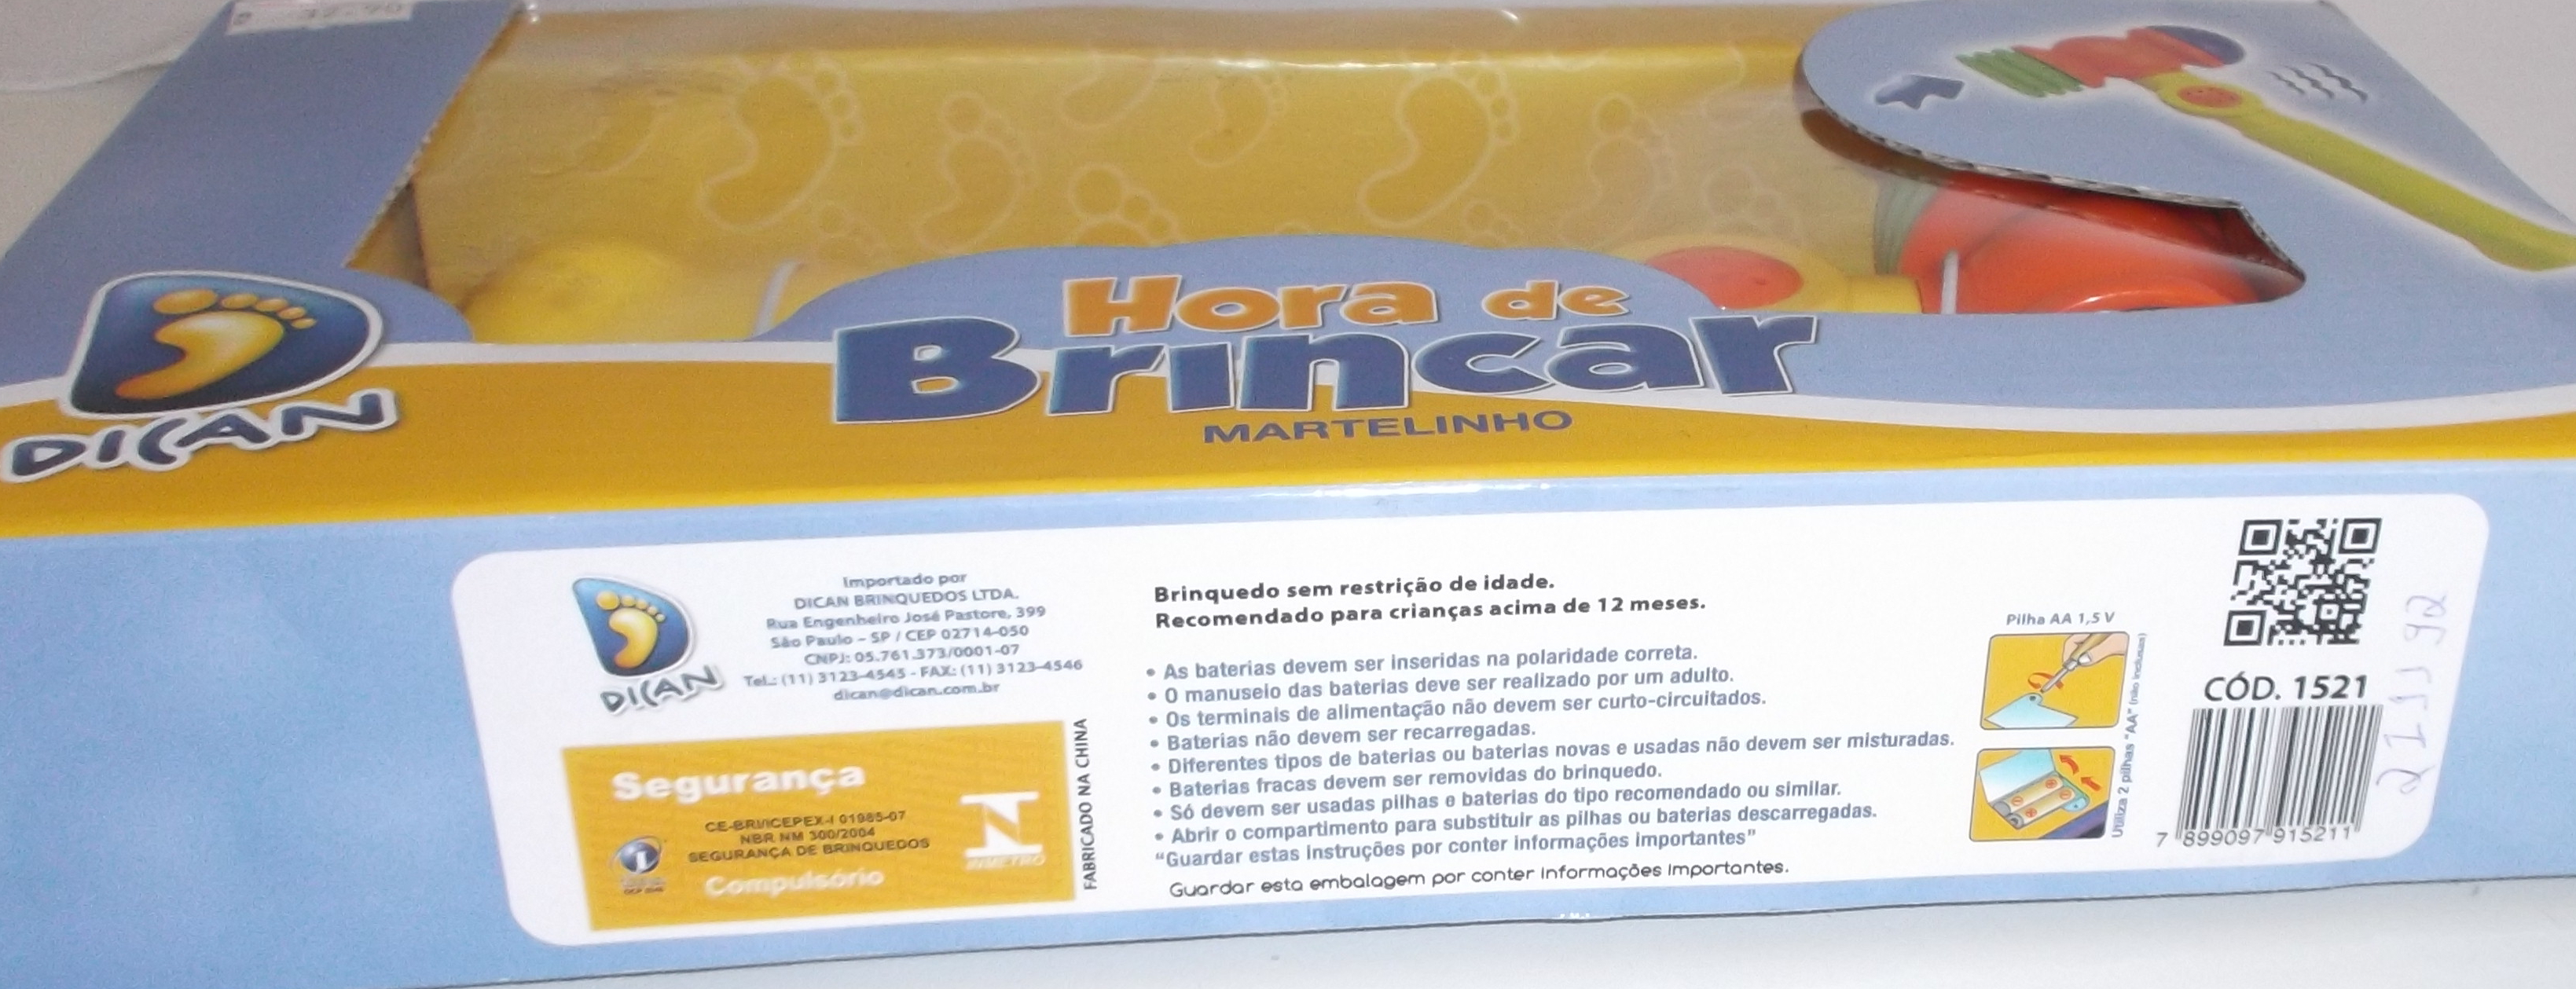 32.90
Hora de
Brincar
MARTELINHO
DICAN
Importado por
DICAN BRINQUEDOS LTDA.
Rua Engenheiro José Pastore, 399
São Paulo - SP / CEP 02714-050
CNPJ: 05.761.373/0001-07
Tel.: (11) 3123-4545 - FAX: (11) 3123-4546
dican@dican.com.br
DICAN
Segurança
CE-BRI/ICEPEX-I 01985-07
NBR NM 300/2004
SEGURANÇA DE BRINQUEDOS
Compulsório
INMETRO
FABRICADO NA CHINA
Brinquedo sem restrição de idade.
Recomendado para crianças acima de 12 meses.
• As baterias devem ser inseridas na polaridade correta.
• O manuseio das baterias deve ser realizado por um adulto.
• Os terminais de alimentação não devem ser curto-circuitados.
• Baterias não devem ser recarregadas.
• Diferentes tipos de baterias ou baterias novas e usadas não devem ser misturadas.
• Baterias fracas devem ser removidas do brinquedo.
• Só devem ser usadas pilhas e baterias do tipo recomendado ou similar.
• Abrir o compartimento para substituir as pilhas ou baterias descarregadas.
“Guardar estas instruções por conter informações importantes”
Guardar esta embalagem por conter informações importantes.
Pilha AA 1,5 V
Utiliza 2 pilhas "AA" (não inclusas)
CÓD. 1521
7 899097 915211